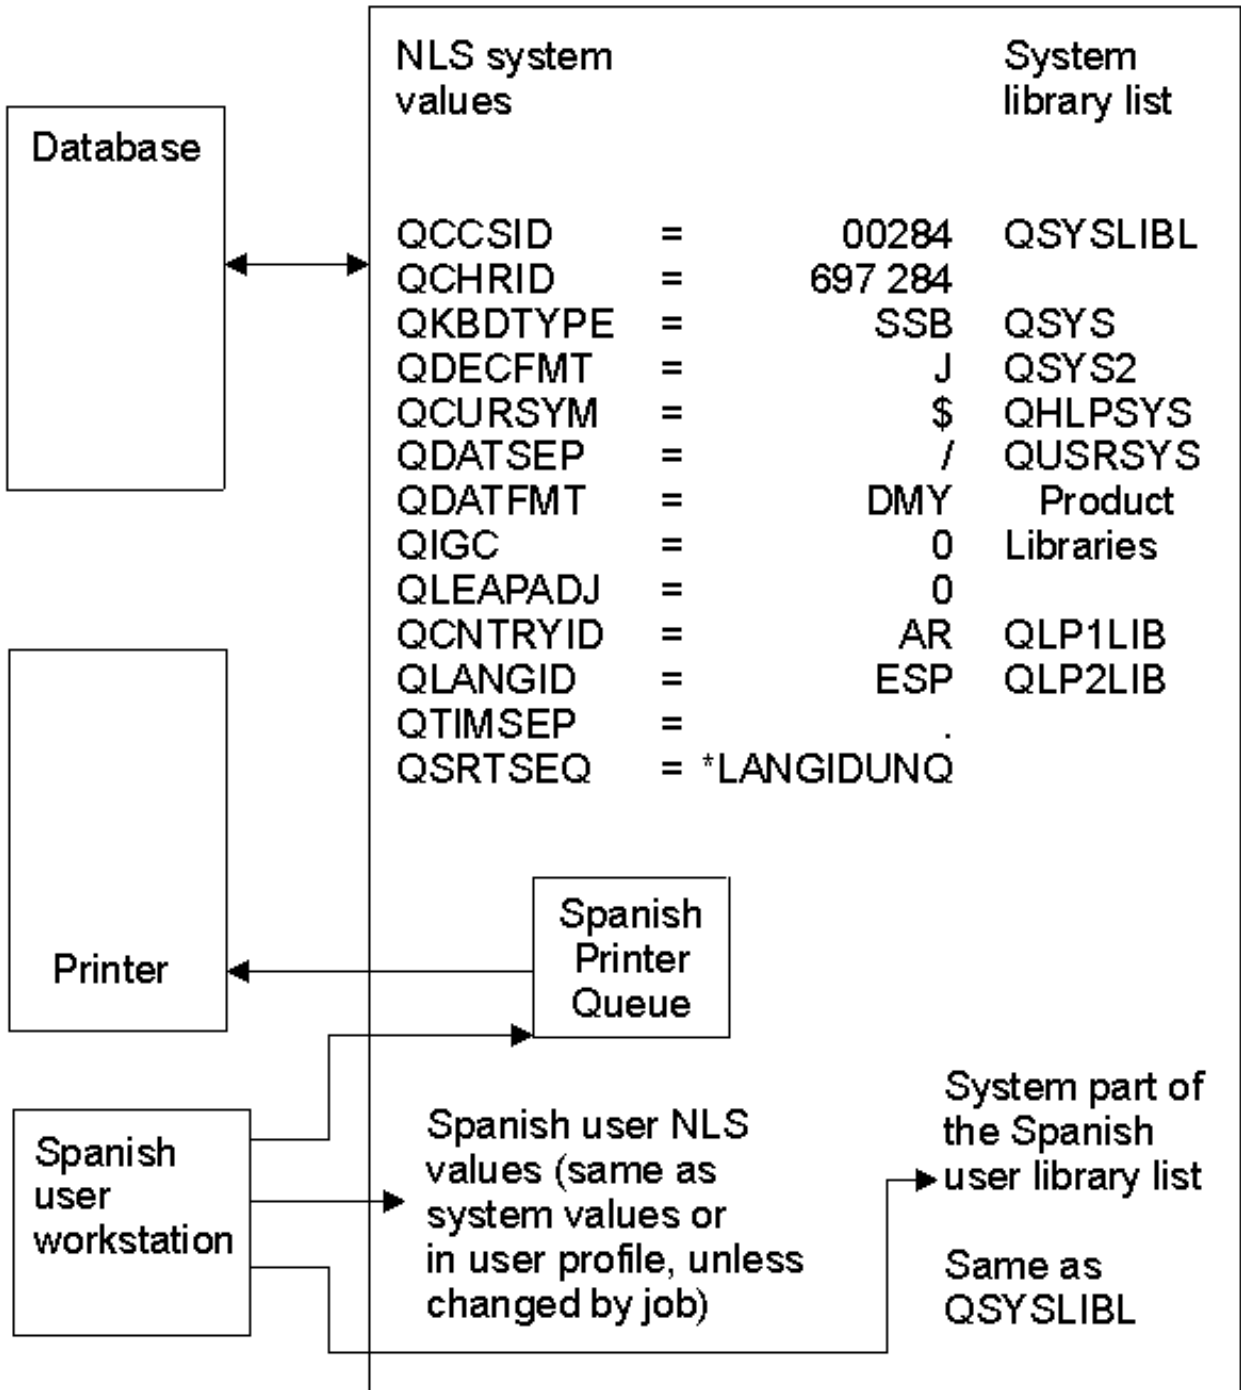 NLS system
values
System
library list
Database
QCCSID = 00284 QSYSLIBL
QCHRID = 697 284
QKBDTYPE = SSB QSYS
QDECFMT = J QSYS2
QCURSYM = $ QHLPSYS
QDATSEP = / QUSRSYS
QDATFMT = DMY Product
QIGC = 0 Libraries
QLEAPADJ = 0
QCNTRYID = AR QLP1LIB
QLANGID = ESP QLP2LIB
QTIMSEP = .
QSRTSEQ = *LANGIDUNQ
Spanish
Printer
Queue
Printer
Spanish
user
workstation
Spanish user NLS
values (same as
system values or
in user profile, unless
changed by job)
System part of
the Spanish
user library list
Same as
QSYSLIBL